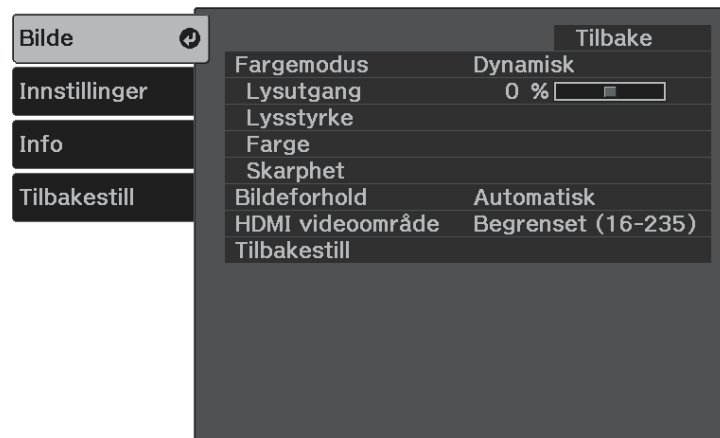 Bilde
Innstillinger
Info
Tilbakestill
Tilbake
Fargemodus Dynamisk
Lysutgang 0 %
Lysstyrke
Farge
Skarphet
Bildeforhold Automatisk
HDMI videoområde Begrenset (16-235)
Tilbakestill